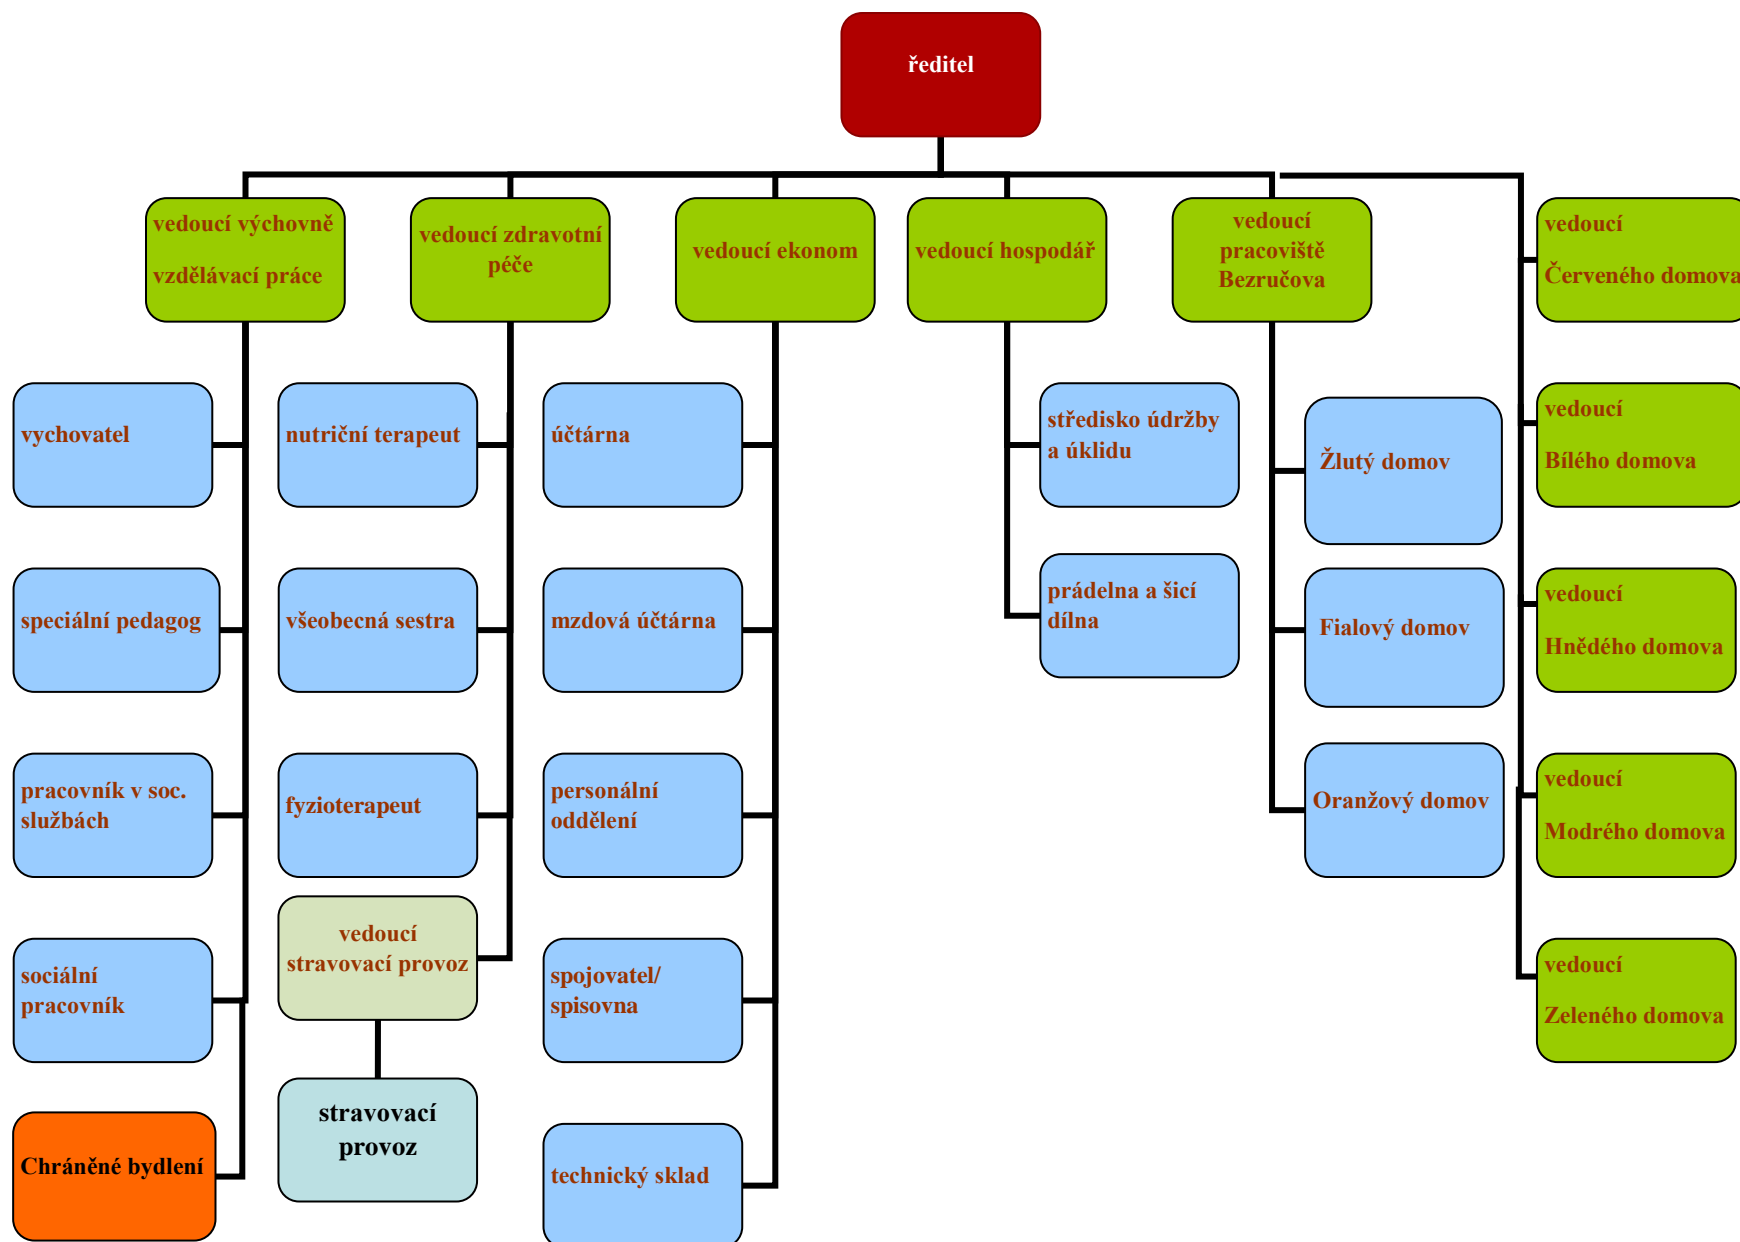 ředitel
vedoucí výchovně
vzdělávací práce
vedoucí zdravotní
péče
vedoucí ekonom
vedoucí hospodář
vedoucí
pracoviště
Bezručova
vedoucí
Červeného domova
vychovatel
nutriční terapeut
účtárna
středisko údržby
a úklidu
Žlutý domov
vedoucí
Bílého domova
speciální pedagog
všeobecná sestra
mzdová účtárna
prádelna a šicí
dílna
Fialový domov
vedoucí
Hnědého domova
pracovník v soc.
službách
fyzioterapeut
personální
oddělení
Oranžový domov
vedoucí
Modrého domova
sociální
pracovník
vedoucí
stravovací provoz
spojovatel/
spisovna
vedoucí
Zeleného domova
Chráněné bydlení
stravovací
provoz
technický sklad